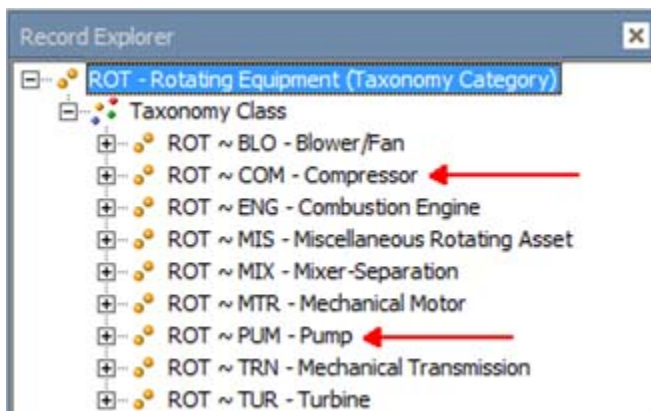 Record Explorer
ROT - Rotating Equipment (Taxonomy Category)
Taxonomy Class
ROT ~ BLO - Blower/Fan
ROT ~ COM - Compressor
ROT ~ ENG - Combustion Engine
ROT ~ MIS - Miscellaneous Rotating Asset
ROT ~ MIX - Mixer-Separation
ROT ~ MTR - Mechanical Motor
ROT ~ PUM - Pump
ROT ~ TRN - Mechanical Transmission
ROT ~ TUR - Turbine